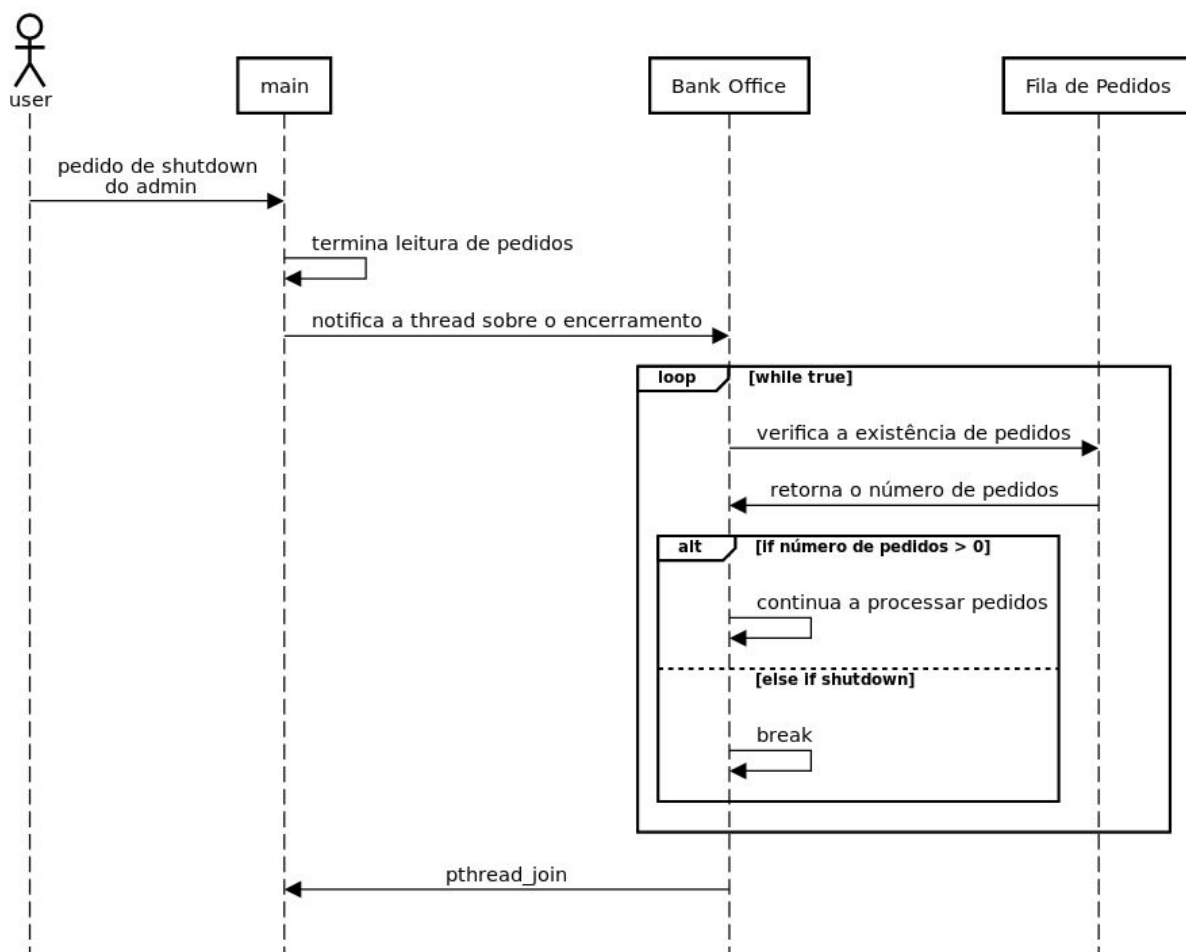 user
main
Bank Office
Fila de Pedidos
pedido de shutdown
do admin
termina leitura de pedidos
notifica a thread sobre o encerramento
loop [while true]
verifica a existência de pedidos
retorna o número de pedidos
alt [if número de pedidos > 0]
continua a processar pedidos
[else if shutdown]
break
pthread_join